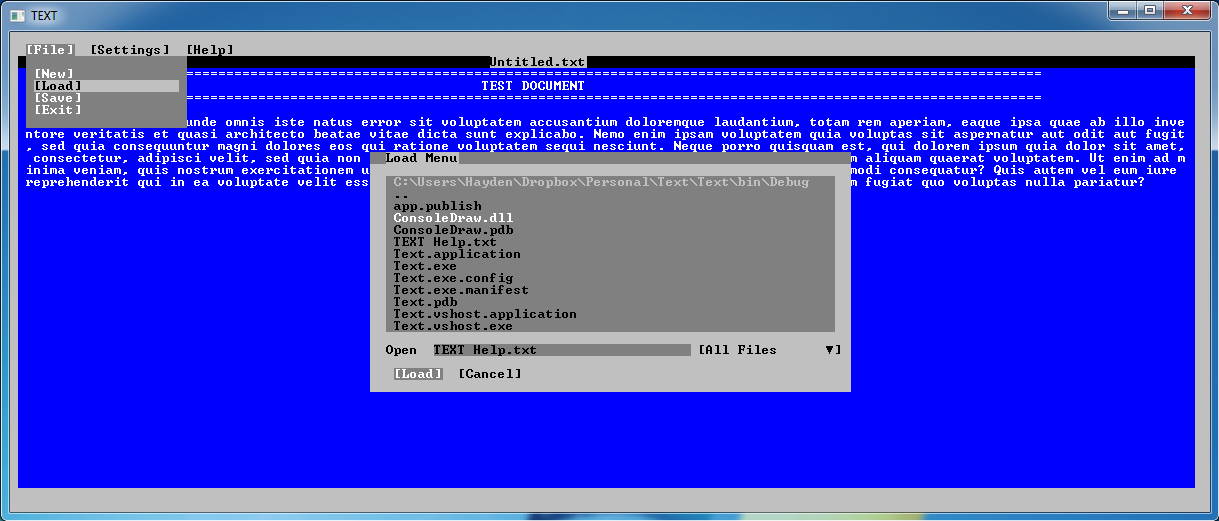 TEXT
[File] [Settings] [Help]
Untitled.txt
[New]
[Load]
[Save]
[Exit]
=====================================================================================================
TEST DOCUMENT
=====================================================================================================
unde omnis iste natus error sit voluptatem accusantium doloremque laudantium, totam rem aperiam, eaque ipsa quae ab illo inve
ntore veritatis et quasi architecto beatae vitae dicta sunt explicabo. Nemo enim ipsam voluptatem quia voluptas sit aspernatur aut odit aut fugit
, sed quia consequuntur magni dolores eos qui ratione voluptatem sequi nesciunt. Neque porro quisquam est, qui dolorem ipsum quia dolor sit amet,
consectetur, adipisci velit, sed quia non m aliquam quaerat voluptatem. Ut enim ad m
inima veniam, quis nostrum exercitationem u modi consequatur? Quis autem vel eum iure
reprehenderit qui in ea voluptate velit ess m fugiat quo voluptas nulla pariatur?
Load Menu
C:\Users\Hayden\Dropbox\Personal\Text\Text\bin\Debug
..
app.publish
ConsoleDraw.dll
ConsoleDraw.pdb
TEXT Help.txt
Text.application
Text.exe
Text.exe.config
Text.exe.manifest
Text.pdb
Text.vshost.application
Text.vshost.exe
Open TEXT Help.txt [All Files ▼]
[Load] [Cancel]